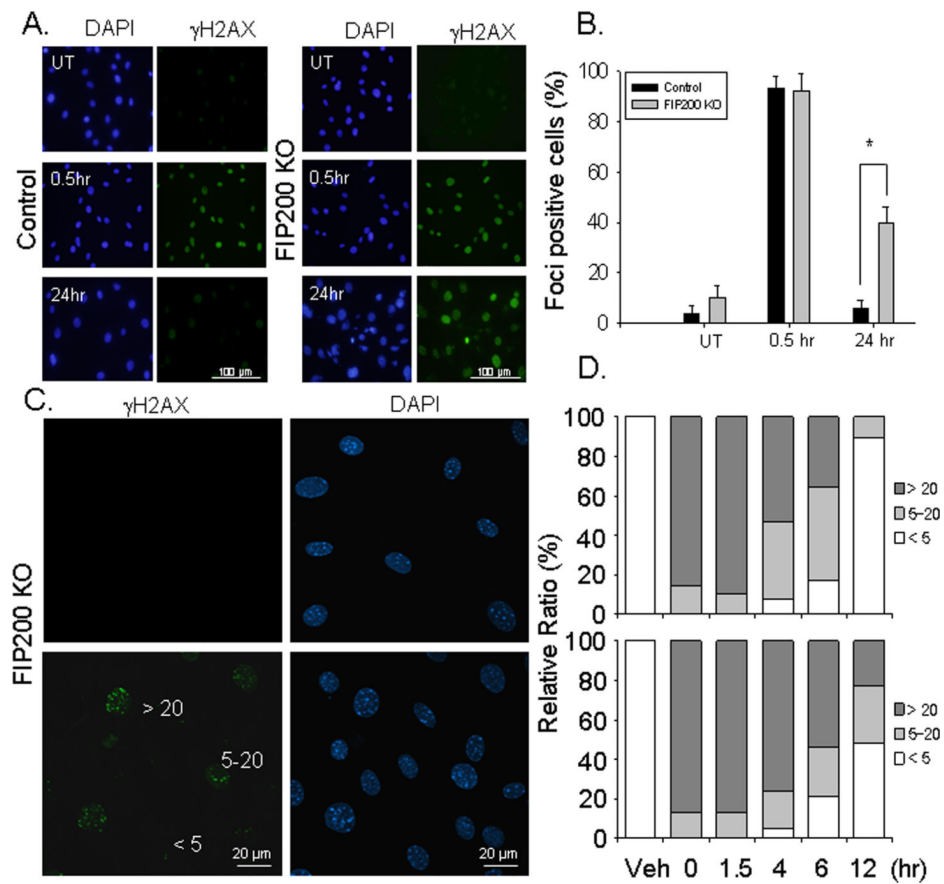 A.
DAPI γH2AX
DAPI γH2AX
Control
UT
0.5hr
24hr
100 µm
FIP200 KO
UT
0.5hr
24hr
100 µm
B.
Foci positive cells (%)
100
80
60
40
20
0
Control
FIP200 KO
*
UT 0.5 hr 24 hr
C.
γH2AX DAPI
FIP200 KO
> 20
5-20
< 5
20 µm
20 µm
D.
Relative Ratio (%)
100
80
60
40
20
0
> 20
5-20
< 5
100
80
60
40
20
0
> 20
5-20
< 5
Veh 0 1.5 4 6 12 (hr)